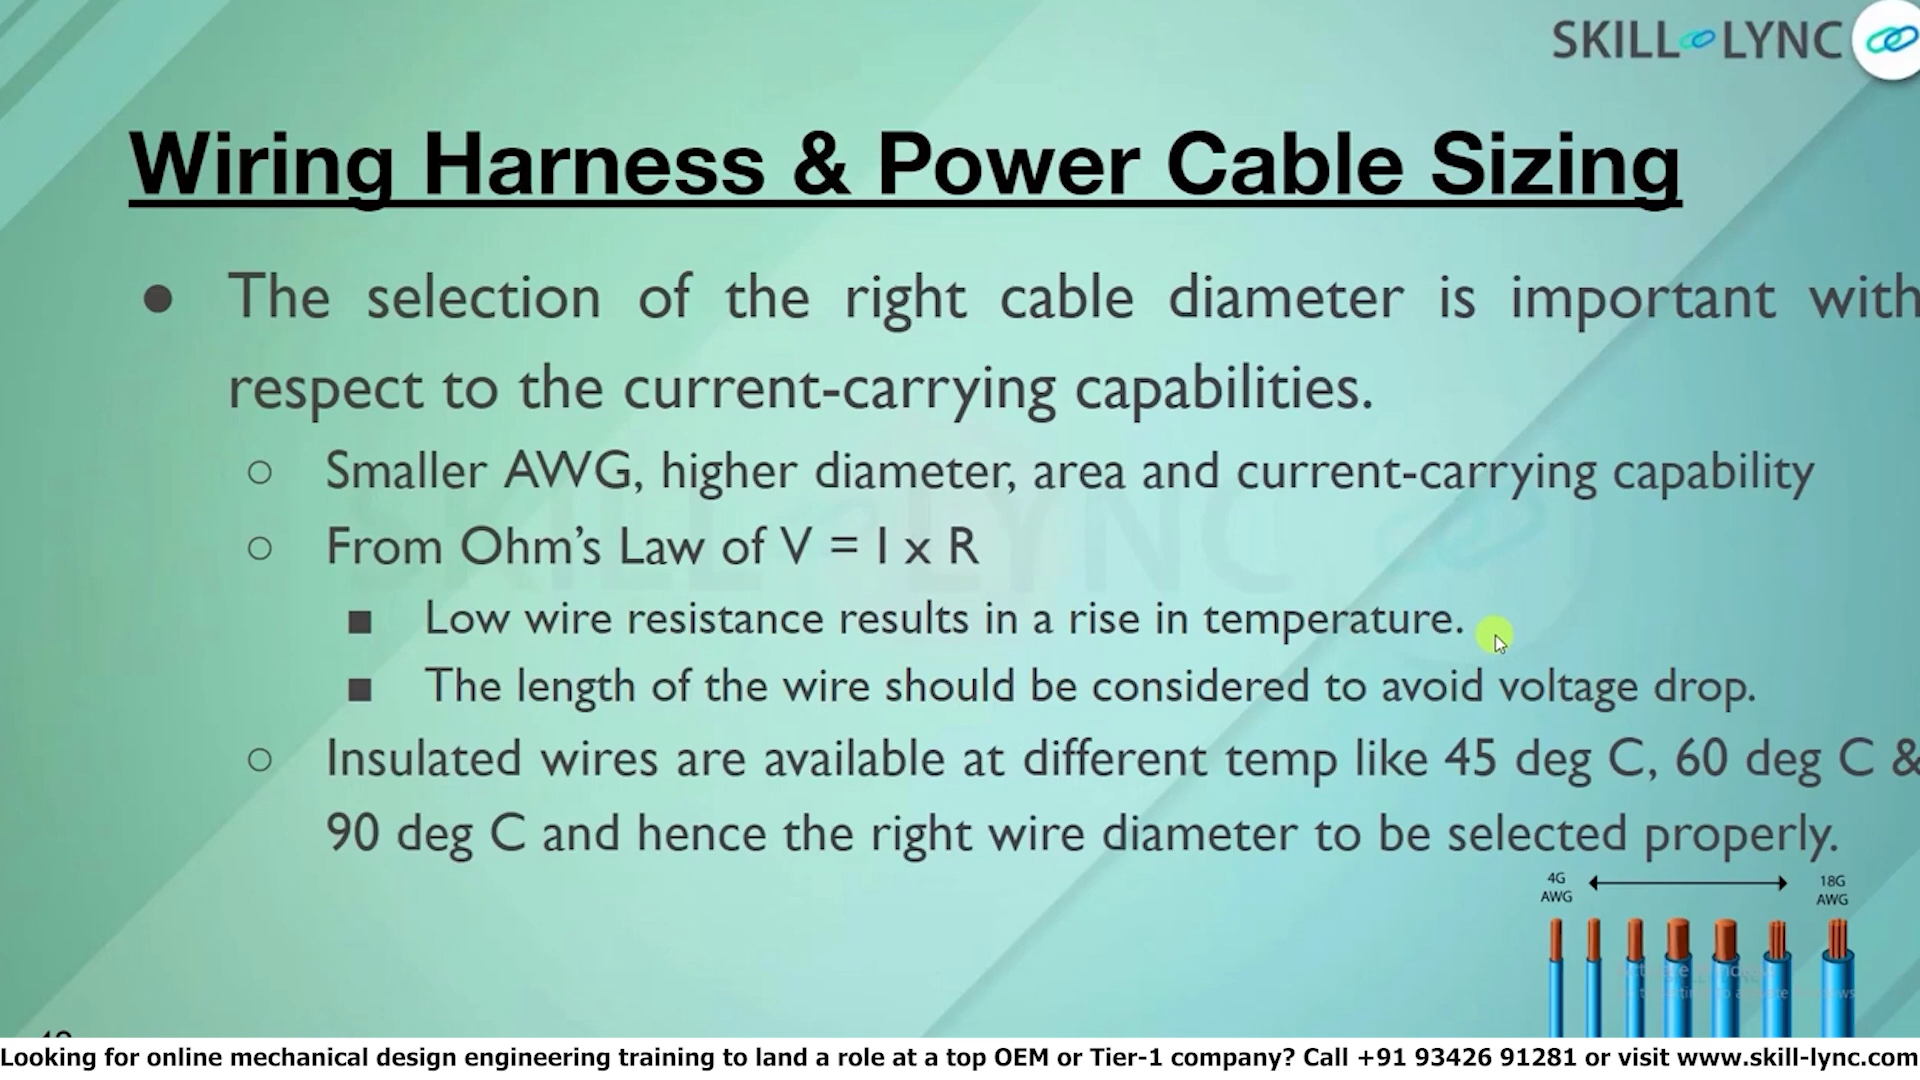 SKILL LYNC
Wiring Harness & Power Cable Sizing
● The selection of the right cable diameter is important with
respect to the current-carrying capabilities.
○ Smaller AWG, higher diameter, area and current-carrying capability
○ From Ohm's Law of V = I x R
■ Low wire resistance results in a rise in temperature.
■ The length of the wire should be considered to avoid voltage drop.
○ Insulated wires are available at different temp like 45 deg C, 60 deg C &
90 deg C and hence the right wire diameter to be selected properly.
4G
AWG
18G
AWG
Looking for online mechanical design engineering training to land a role at a top OEM or Tier-1 company? Call +91 93426 91281 or visit www.skill-lync.com